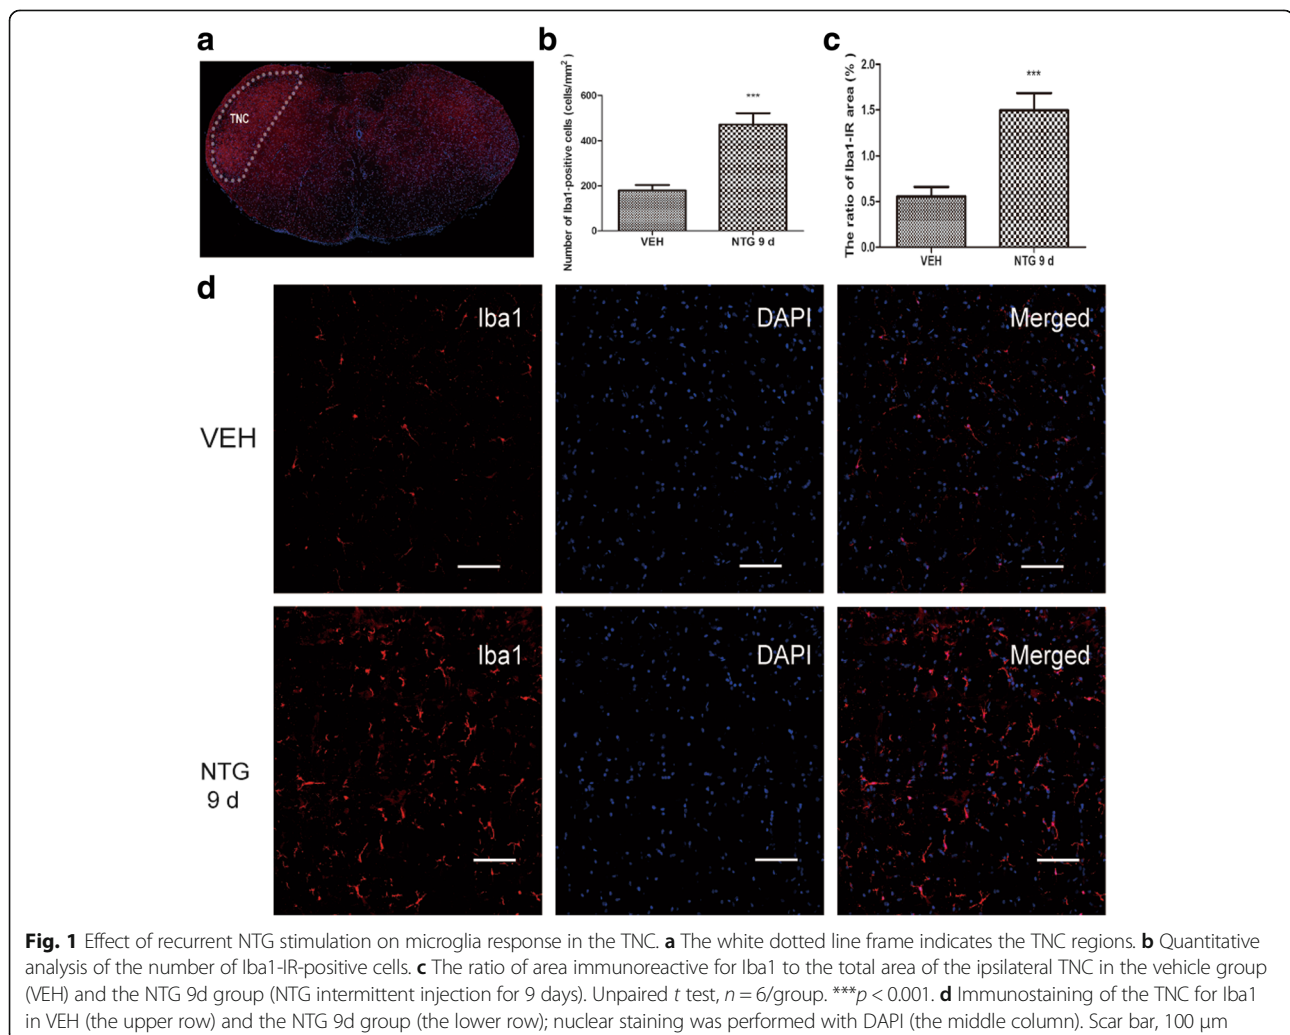 a
b
c
TNC
Number of Iba1-positive cells (cells/mm²)
600
400
200
0
***
VEH
NTG 9 d
The ratio of Iba1-IR area (%)
2.0
1.5
1.0
0.5
0.0
***
VEH
NTG 9 d
d
Iba1
DAPI
Merged
VEH
Iba1
DAPI
Merged
NTG
9 d
Fig. 1 Effect of recurrent NTG stimulation on microglia response in the TNC. a The white dotted line frame indicates the TNC regions. b Quantitative
analysis of the number of Iba1-IR-positive cells. c The ratio of area immunoreactive for Iba1 to the total area of the ipsilateral TNC in the vehicle group
(VEH) and the NTG 9d group (NTG intermittent injection for 9 days). Unpaired t test, n = 6/group. ***p < 0.001. d Immunostaining of the TNC for Iba1
in VEH (the upper row) and the NTG 9d group (the lower row); nuclear staining was performed with DAPI (the middle column). Scar bar, 100 μm